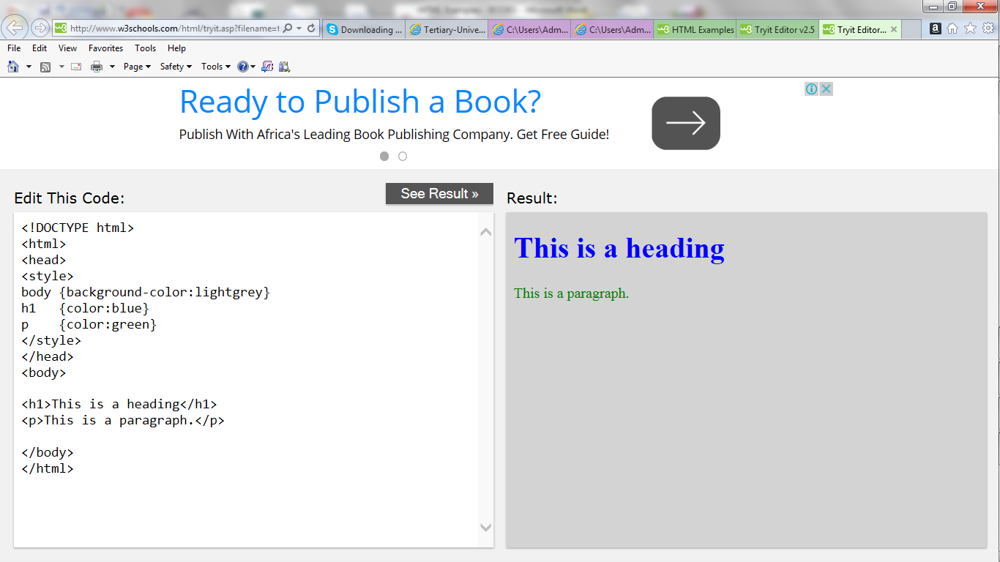 http://www.w3schools.com/html/tryit.asp?filename=t
Downloading ...
Tertiary-Unive...
C:\Users\Adm...
C:\Users\Adm...
HTML Examples
Tryit Editor v2.5
Tryit Editor...
File Edit View Favorites Tools Help
Page Safety Tools
Ready to Publish a Book?
Publish With Africa's Leading Book Publishing Company. Get Free Guide!
Edit This Code:
See Result »
<!DOCTYPE html>
<html>
<head>
<style>
body {background-color:lightgrey}
h1   {color:blue}
p    {color:green}
</style>
</head>
<body>
<h1>This is a heading</h1>
<p>This is a paragraph.</p>
</body>
</html>
Result:
This is a heading
This is a paragraph.